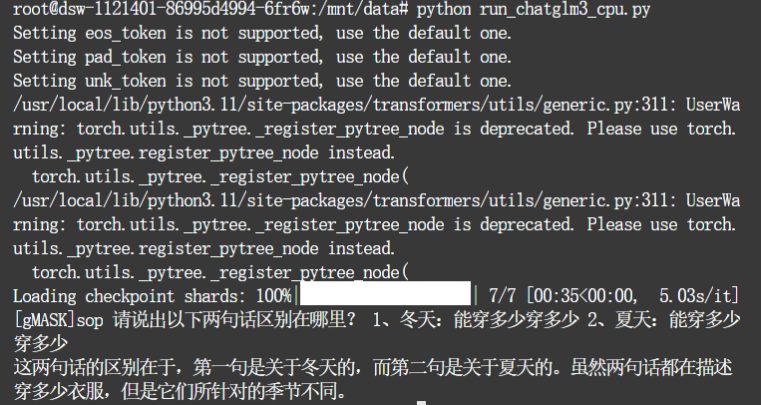 root@dsw-1121401-86995d4994-6fr6w:/mnt/data# python run_chatglm3_cpu.py
Setting eos_token is not supported, use the default one.
Setting pad_token is not supported, use the default one.
Setting unk_token is not supported, use the default one.
/usr/local/lib/python3.11/site-packages/transformers/utils/generic.py:311: UserWa
rning: torch.utils._pytree._register_pytree_node is deprecated. Please use torch.
utils._pytree.register_pytree_node instead.
  torch.utils._pytree._register_pytree_node(
/usr/local/lib/python3.11/site-packages/transformers/utils/generic.py:311: UserWa
rning: torch.utils._pytree._register_pytree_node is deprecated. Please use torch.
utils._pytree.register_pytree_node instead.
  torch.utils._pytree._register_pytree_node(
Loading checkpoint shards: 100%|██████████| 7/7 [00:35<00:00,  5.03s/it]
[gMASK]sop 请说出以下两句话区别在哪里? 1、冬天:能穿多少穿多少 2、夏天:能穿多少
穿多少
这两句话的区别在于,第一句是关于冬天的,而第二句是关于夏天的。虽然两句话都在描述
穿多少衣服,但是它们所针对的季节不同。